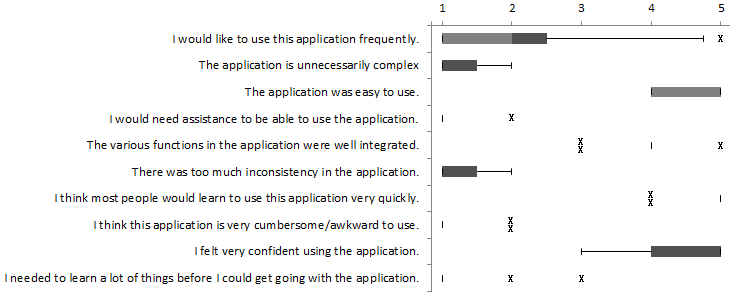 1 2 3 4 5
I would like to use this application frequently.
The application is unnecessarily complex
The application was easy to use.
I would need assistance to be able to use the application.
The various functions in the application were well integrated.
There was too much inconsistency in the application.
I think most people would learn to use this application very quickly.
I think this application is very cumbersome/awkward to use.
I felt very confident using the application.
I needed to learn a lot of things before I could get going with the application.